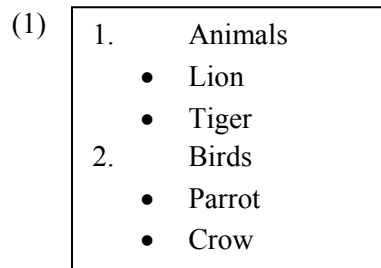 (1)
1. Animals
• Lion
• Tiger
2. Birds
• Parrot
• Crow